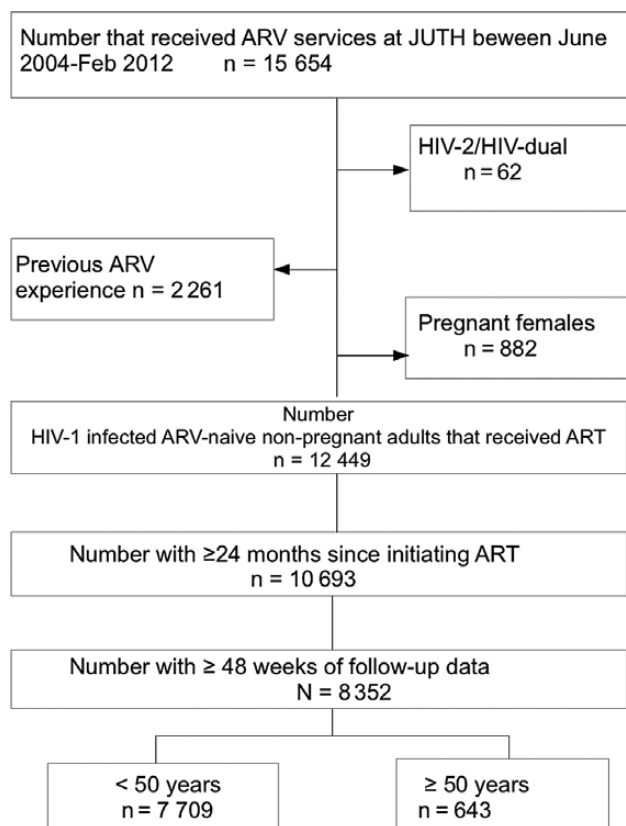 Number that received ARV services at JUTH beween June
2004-Feb 2012 n = 15 654
HIV-2/HIV-dual
n = 62
Previous ARV
experience n = 2 261
Pregnant females
n = 882
Number
HIV-1 infected ARV-naive non-pregnant adults that received ART
n = 12 449
Number with ≥24 months since initiating ART
n = 10 693
Number with ≥ 48 weeks of follow-up data
N = 8 352
< 50 years
n = 7 709
≥ 50 years
n = 643